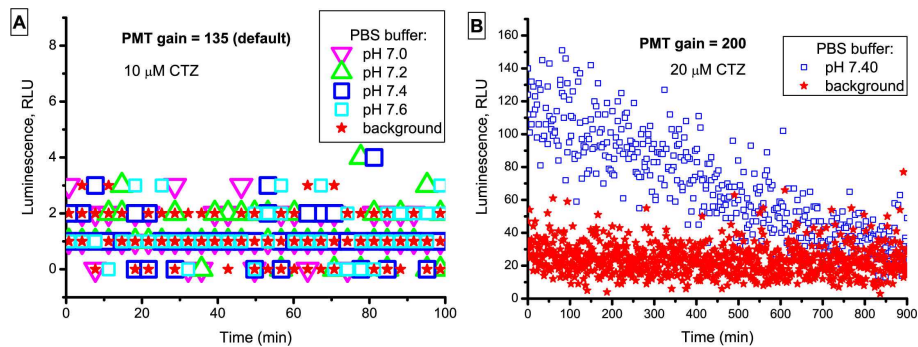 A
PMT gain = 135 (default)
10 μM CTZ
PBS buffer:
pH 7.0
pH 7.2
pH 7.4
pH 7.6
background
Luminescence, RLU
8
6
4
2
0
0 20 40 60 80 100
Time (min)
B
PMT gain = 200
20 μM CTZ
PBS buffer:
pH 7.40
background
Luminescence, RLU
160
140
120
100
80
60
40
20
0
0 100 200 300 400 500 600 700 800 900
Time (min)